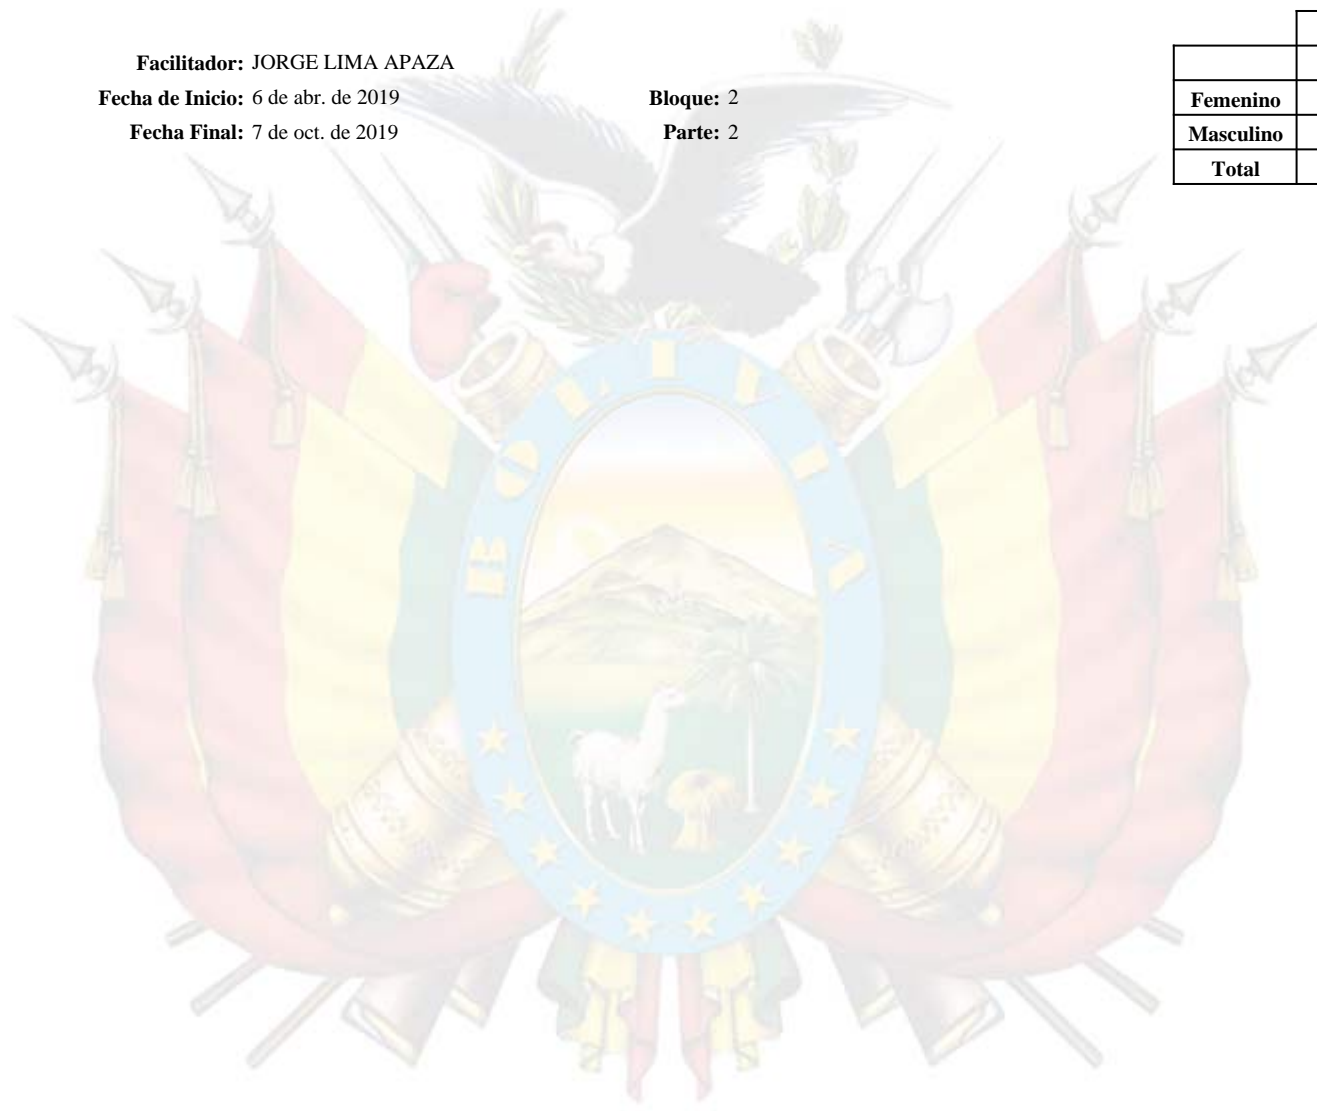 Facilitador: JORGE LIMA APAZA
Fecha de Inicio: 6 de abr. de 2019 Bloque: 2
Fecha Final: 7 de oct. de 2019 Parte: 2
Femenino
Masculino
Total
BOLIVIA